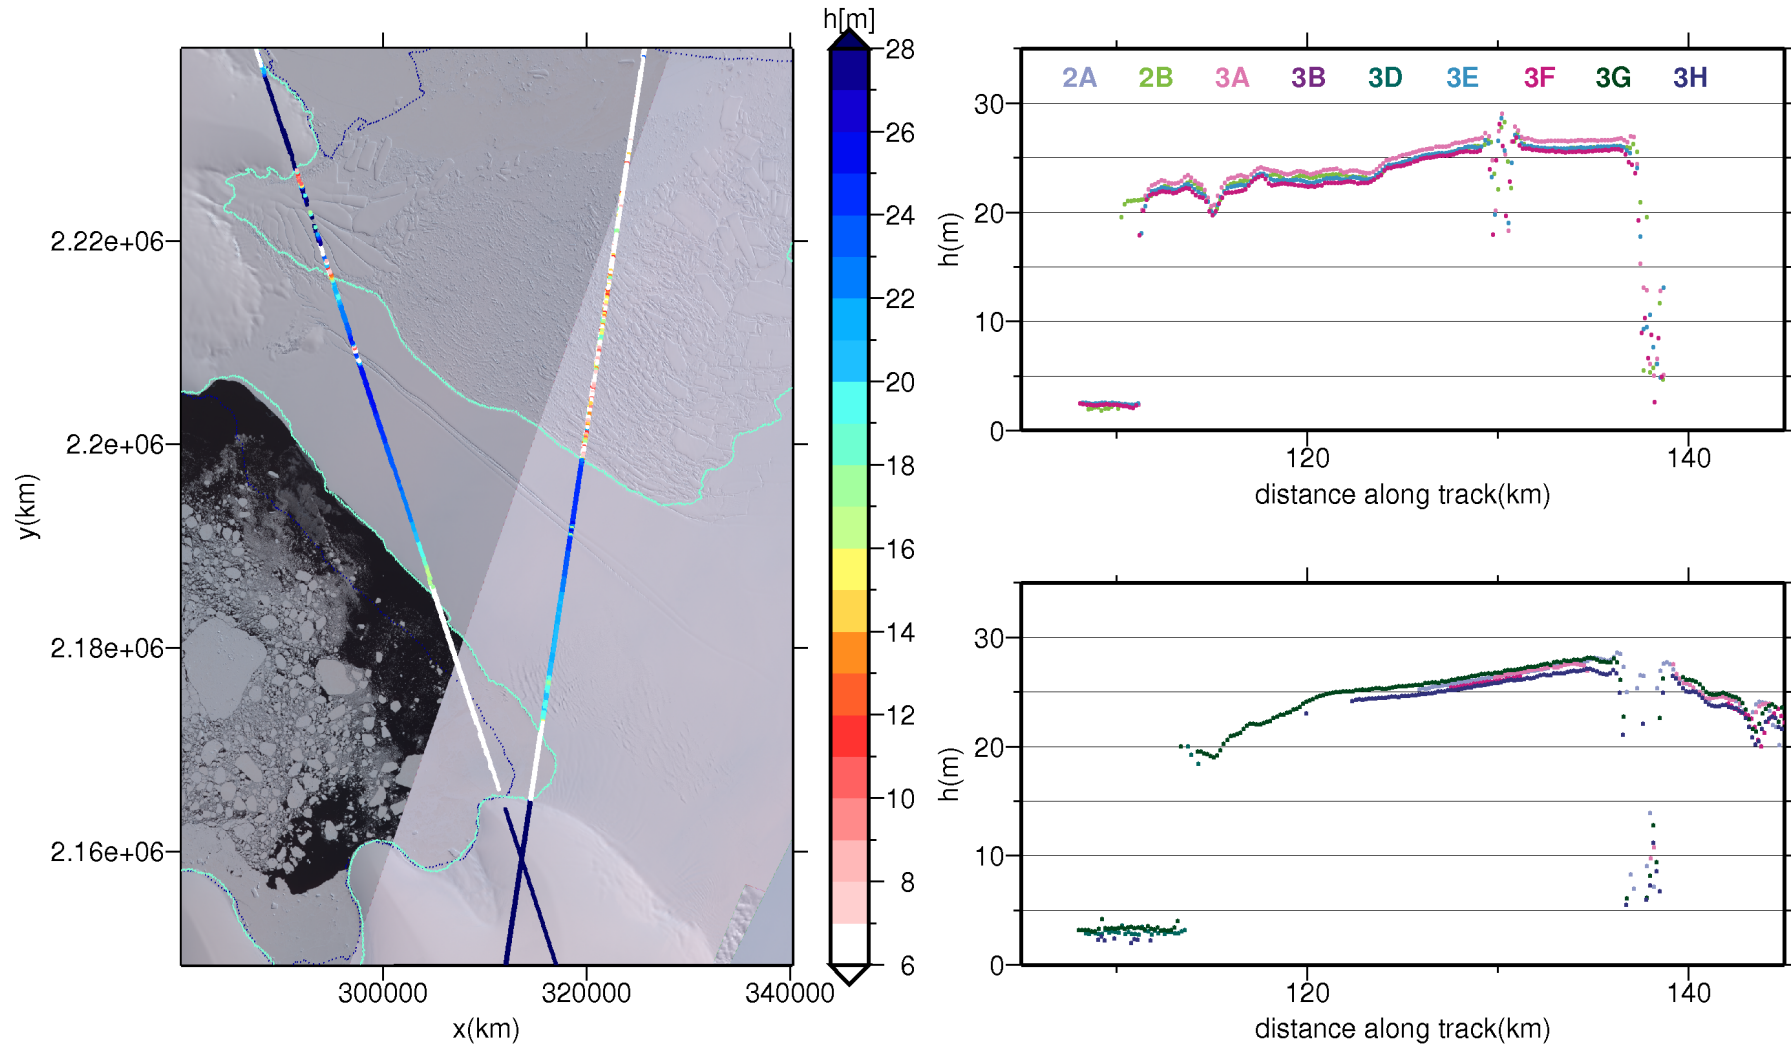 h[m]
28
26
24
22
20
18
16
14
12
10
8
6
2.22e+06
2.2e+06
2.18e+06
2.16e+06
y(km)
300000 320000 340000
x(km)
2A 2B 3A 3B 3D 3E 3F 3G 3H
30
20
10
0
h(m)
120 140
distance along track(km)
30
20
10
0
h(m)
120 140
distance along track(km)